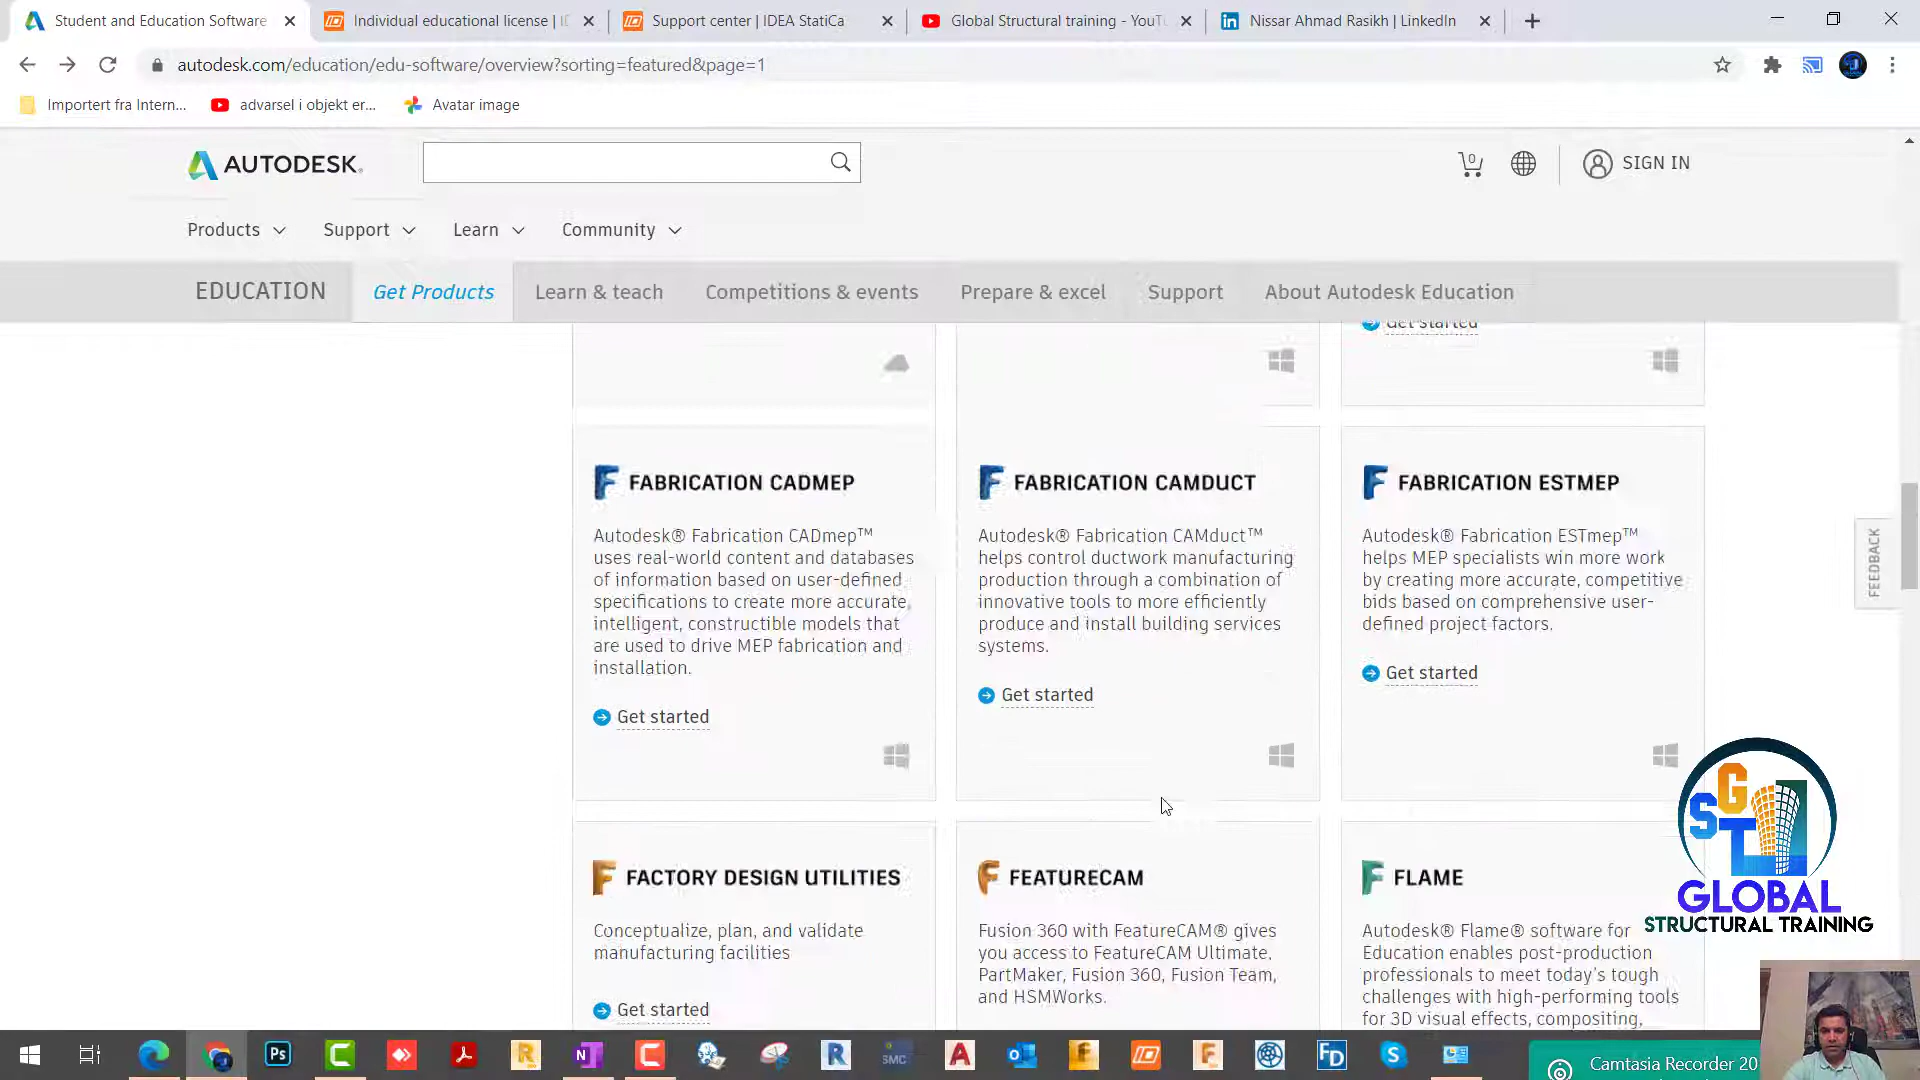 Student and Education Software
Individual educational license | ID
Support center | IDEA StatiCa
Global Structural training - YouTu
Nissar Ahmad Rasikh | LinkedIn
autodesk.com/education/edu-software/overview?sorting=featured&page=1
Importert fra Intern...
advarsel i objekt er...
Avatar image
AUTODESK.
0
SIGN IN
Products
Support
Learn
Community
EDUCATION
Get Products
Learn & teach
Competitions & events
Prepare & excel
Support
About Autodesk Education
Get started
FABRICATION CADMEP
Autodesk® Fabrication CADmep™
uses real-world content and databases
of information based on user-defined
specifications to create more accurate,
intelligent, constructible models that
are used to drive MEP fabrication and
installation.
Get started
FABRICATION CAMDUCT
Autodesk® Fabrication CAMduct™
helps control ductwork manufacturing
production through a combination of
innovative tools to more efficiently
produce and install building services
systems.
Get started
FABRICATION ESTMEP
Autodesk® Fabrication ESTmep™
helps MEP specialists win more work
by creating more accurate, competitive
bids based on comprehensive user-
defined project factors.
Get started
FEEDBACK
FACTORY DESIGN UTILITIES
Conceptualize, plan, and validate
manufacturing facilities
Get started
FEATURECAM
Fusion 360 with FeatureCAM® gives
you access to FeatureCAM Ultimate,
PartMaker, Fusion 360, Fusion Team,
and HSMWorks.
FLAME
Autodesk® Flame® software for
Education enables post-production
professionals to meet today's tough
challenges with high-performing tools
for 3D visual effects, compositing,
SGTI
GLOBAL
STRUCTURAL TRAINING
Ps
SMC
FD
Camtasia Recorder 20